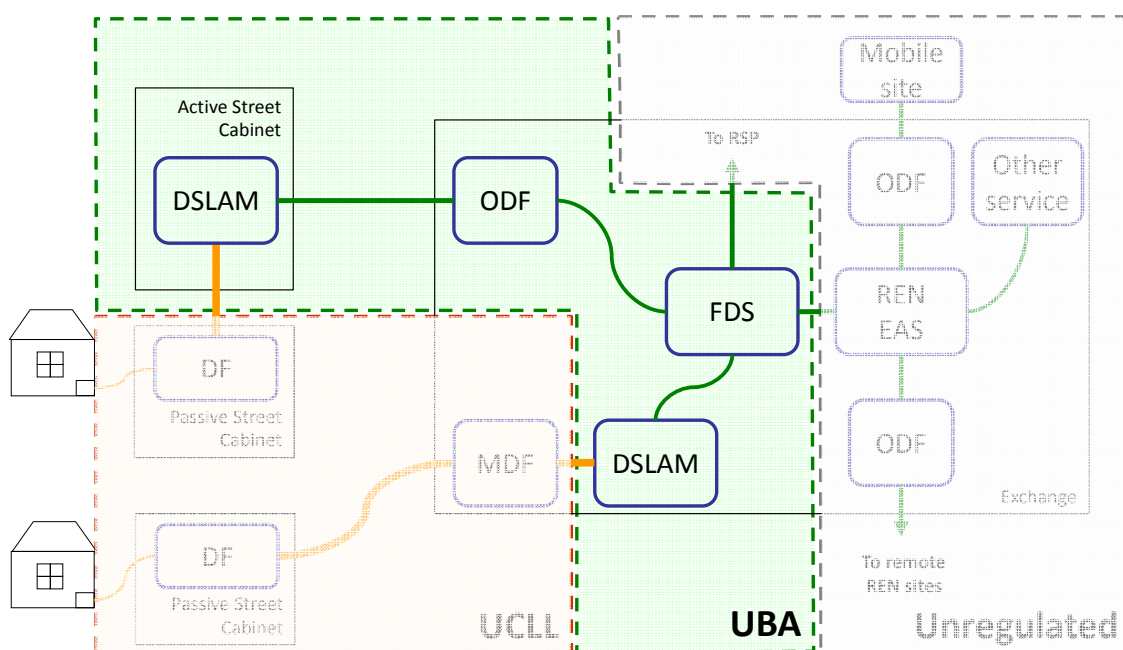 Mobile
site
Active Street
Cabinet
To RSP
DSLAM
ODF
ODF
Other
service
FDS
REN
EAS
DF
Passive Street
Cabinet
MDF
DSLAM
ODF
Exchange
DF
To remote
REN sites
Passive Street
Cabinet
UCLL
UBA
Unregulated